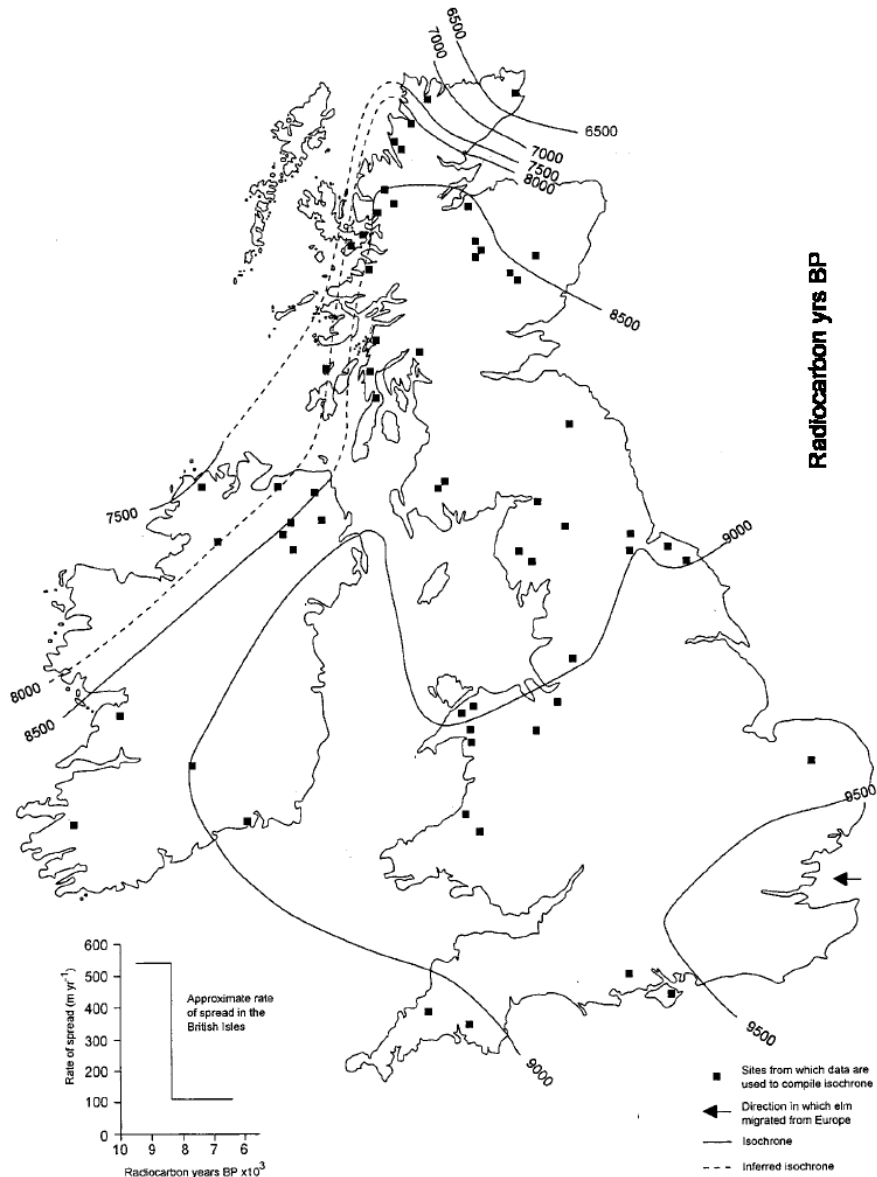 6500
7000
6500
7000
7500
8000
8500
Radiocarbon yrs BP
7500
9000
8000
8500
9500
9500
9000
600
500
400
300
200
100
0
Rate of spread (m yr-1)
Approximate rate
of spread in the
British Isles
10 9 8 7 6
Radiocarbon years BP x10³
Sites from which data are
used to compile isochrone
Direction in which elm
migrated from Europe
Isochrone
Inferred isochrone